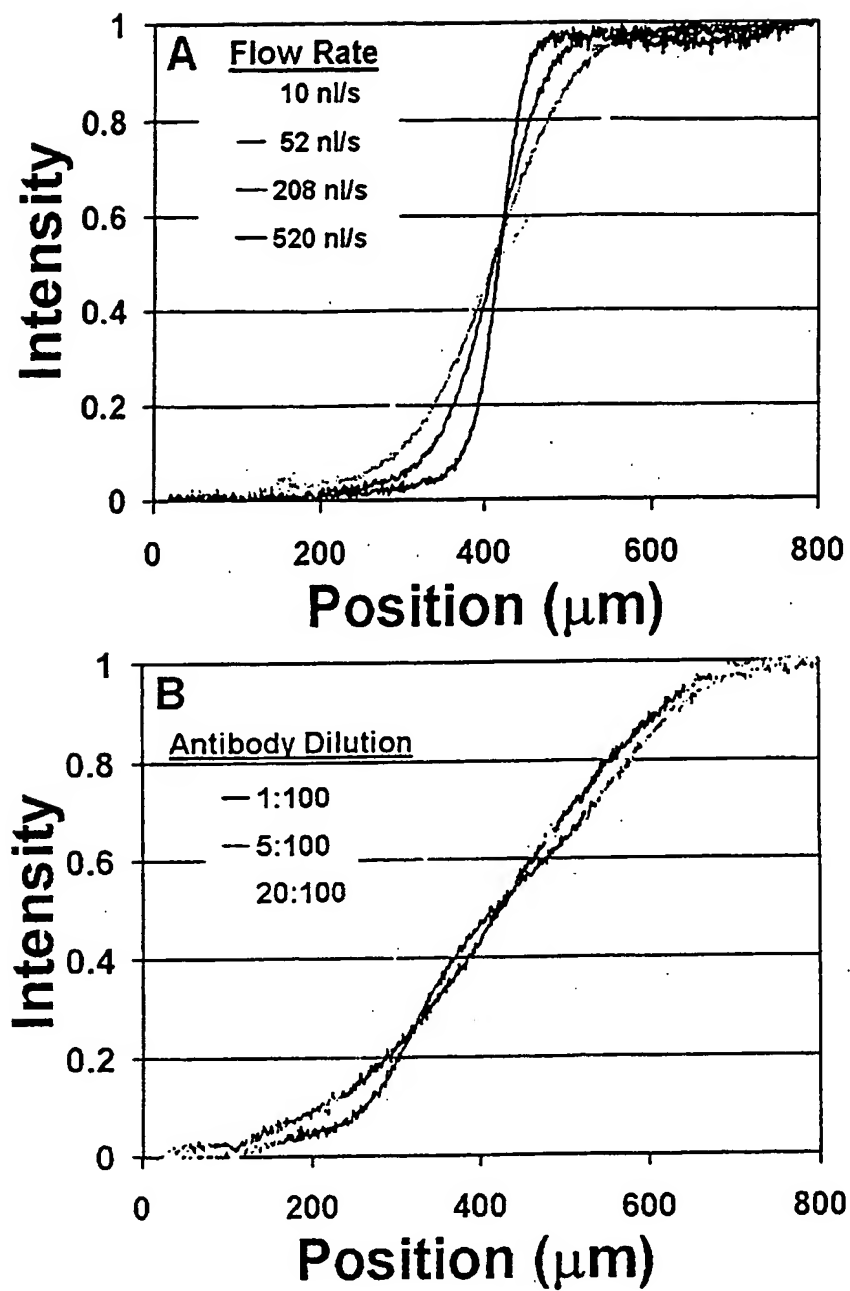 A
Flow Rate
10 nl/s
52 nl/s
208 nl/s
520 nl/s
Intensity
1
0.8
0.6
0.4
0.2
0
0 200 400 600 800
Position (μm)
B
Antibody Dilution
1:100
5:100
20:100
Intensity
1
0.8
0.6
0.4
0.2
0
0 200 400 600 800
Position (μm)